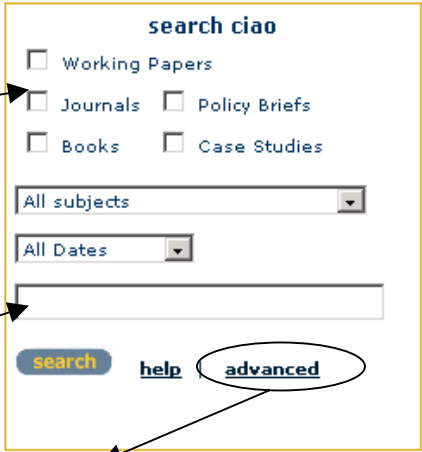 search ciao
Working Papers
Journals Policy Briefs
Books Case Studies
All subjects
All Dates
search help | advanced